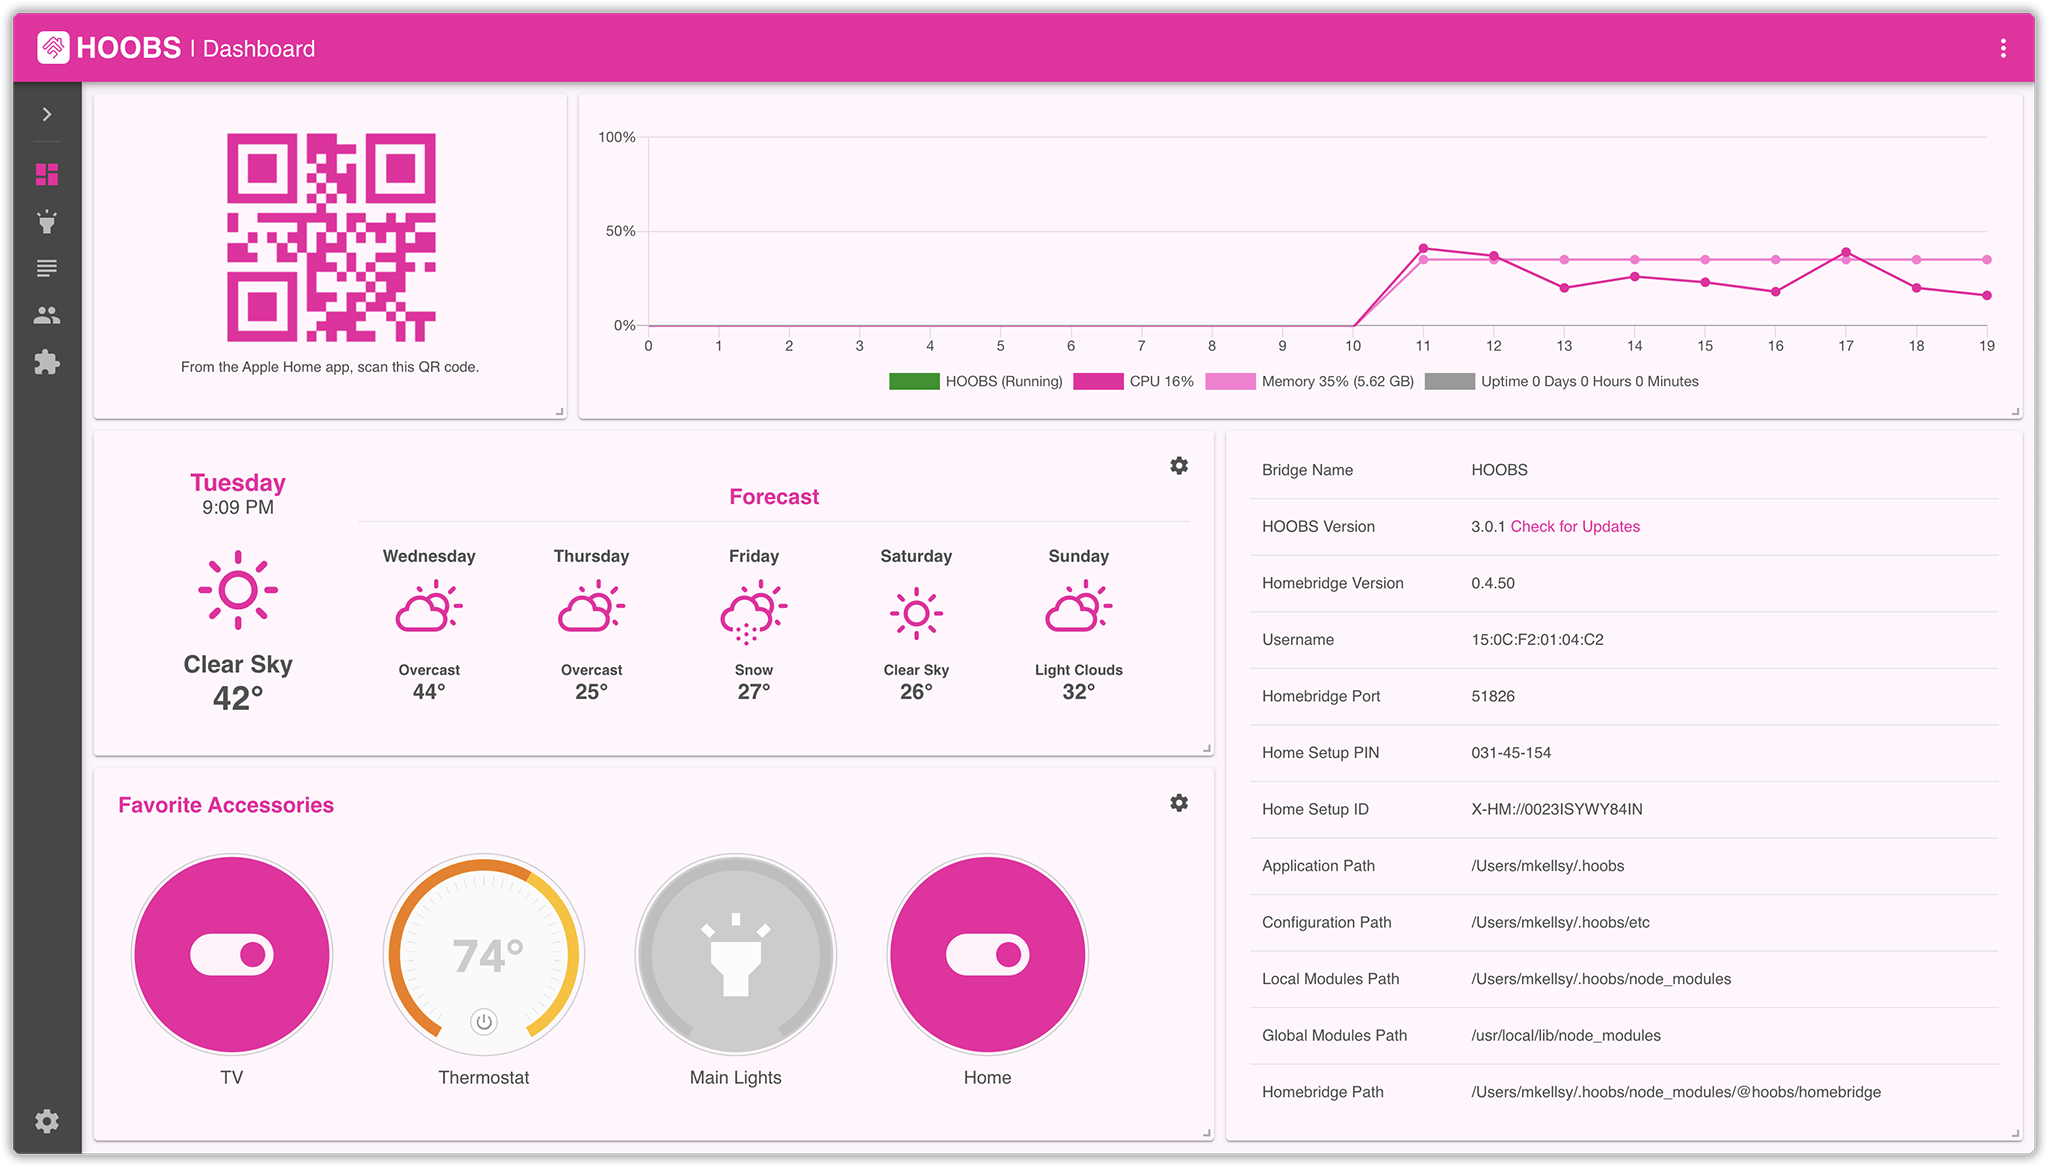 HOOBS | Dashboard
From the Apple Home app, scan this QR code.
100%
50%
0%
0 1 2 3 4 5 6 7 8 9 10 11 12 13 14 15 16 17 18 19
HOOBS (Running) CPU 16% Memory 35% (5.62 GB) Uptime 0 Days 0 Hours 0 Minutes
Tuesday
9:09 PM
Clear Sky
42°
Forecast
Wednesday Thursday Friday Saturday Sunday
Overcast Overcast Snow Clear Sky Light Clouds
44° 25° 27° 26° 32°
Bridge Name HOOBS
HOOBS Version 3.0.1 Check for Updates
Homebridge Version 0.4.50
Username 15:0C:F2:01:04:C2
Homebridge Port 51826
Home Setup PIN 031-45-154
Home Setup ID X-HM://0023ISYWY84IN
Application Path /Users/mkellsy/.hoobs
Configuration Path /Users/mkellsy/.hoobs/etc
Local Modules Path /Users/mkellsy/.hoobs/node_modules
Global Modules Path /usr/local/lib/node_modules
Homebridge Path /Users/mkellsy/.hoobs/node_modules/@hoobs/homebridge
Favorite Accessories
74°
TV Thermostat Main Lights Home